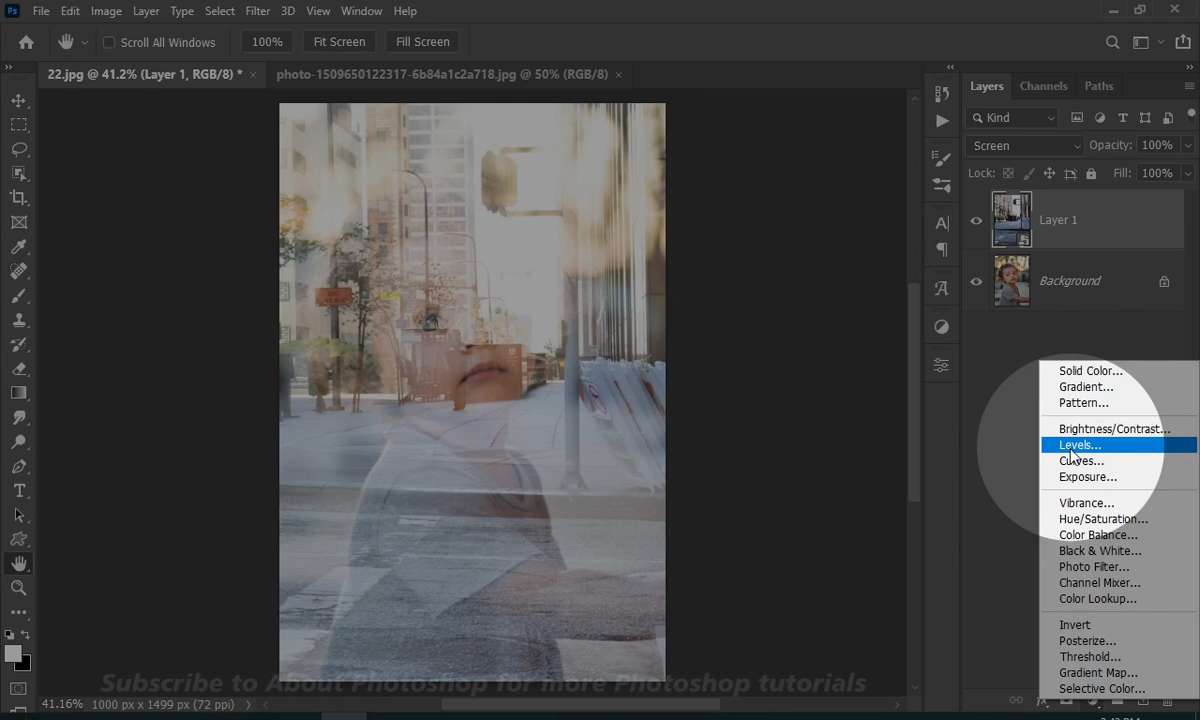 Ps File Edit Image Layer Type Select Filter 3D View Window Help
Scroll All Windows 100% Fit Screen Fill Screen
22.jpg @ 41.2% (Layer 1, RGB/8) * × photo-1509650122317-6b84a1c2a718.jpg @ 50% (RGB/8) ×
Layers Channels Paths
Kind
Screen Opacity: 100%
Lock: Fill: 100%
Layer 1
Background
Solid Color...
Gradient...
Pattern...
Brightness/Contrast...
Levels...
Curves...
Exposure...
Vibrance...
Hue/Saturation...
Color Balance...
Black & White...
Photo Filter...
Channel Mixer...
Color Lookup...
Invert
Posterize...
Threshold...
Gradient Map...
Selective Color...
Subscribe to About Photoshop for more Photoshop tutorials
41.16% 1000 px x 1499 px (72 ppi)